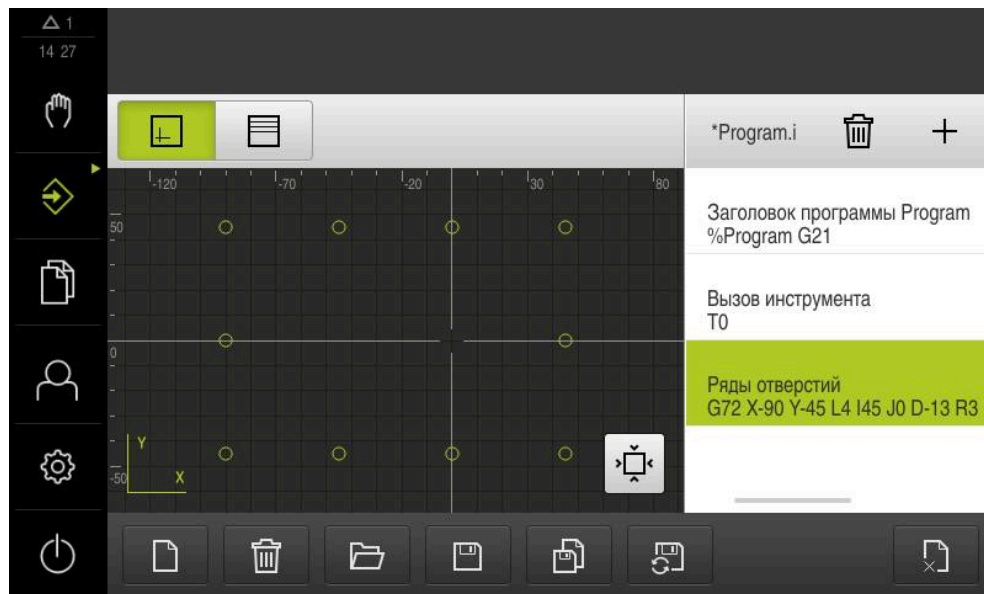 1
14 27
*Program.i
-120
-70
-20
30
80
Заголовок программы Program
%Program G21
50
Вызов инструмента
T0
0
Ряды отверстий
G72 X-90 Y-45 L4 I45 J0 D-13 R3
Y
-50
X